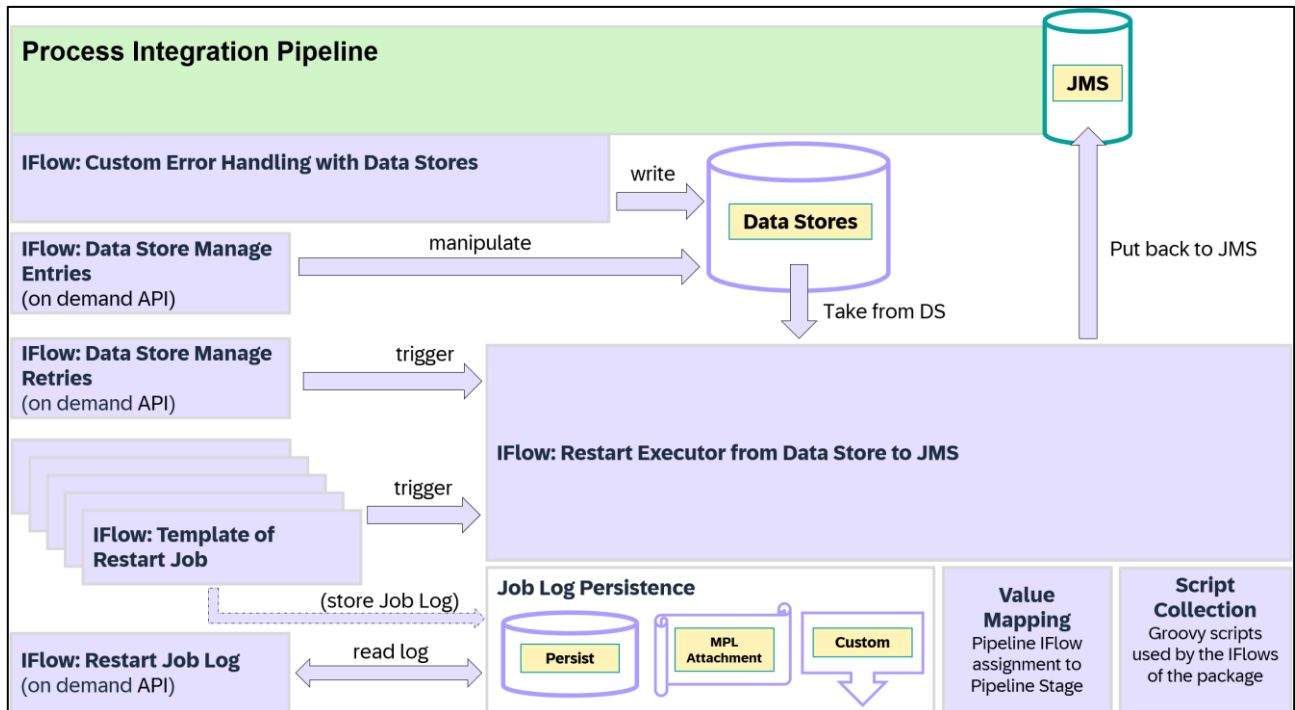 Process Integration Pipeline
JMS
IFlow: Custom Error Handling with Data Stores
write
Data Stores
IFlow: Data Store Manage
Entries
(on demand API)
manipulate
Put back to JMS
Take from DS
IFlow: Data Store Manage
Retries
(on demand API)
trigger
IFlow: Restart Executor from Data Store to JMS
trigger
IFlow: Template of
Restart Job
(store Job Log)
Job Log Persistence
Persist
MPL
Attachment
Custom
Value
Mapping
Pipeline IFlow
assignment to
Pipeline Stage
Script
Collection
Groovy scripts
used by the IFlows
of the package
IFlow: Restart Job Log
(on demand API)
read log